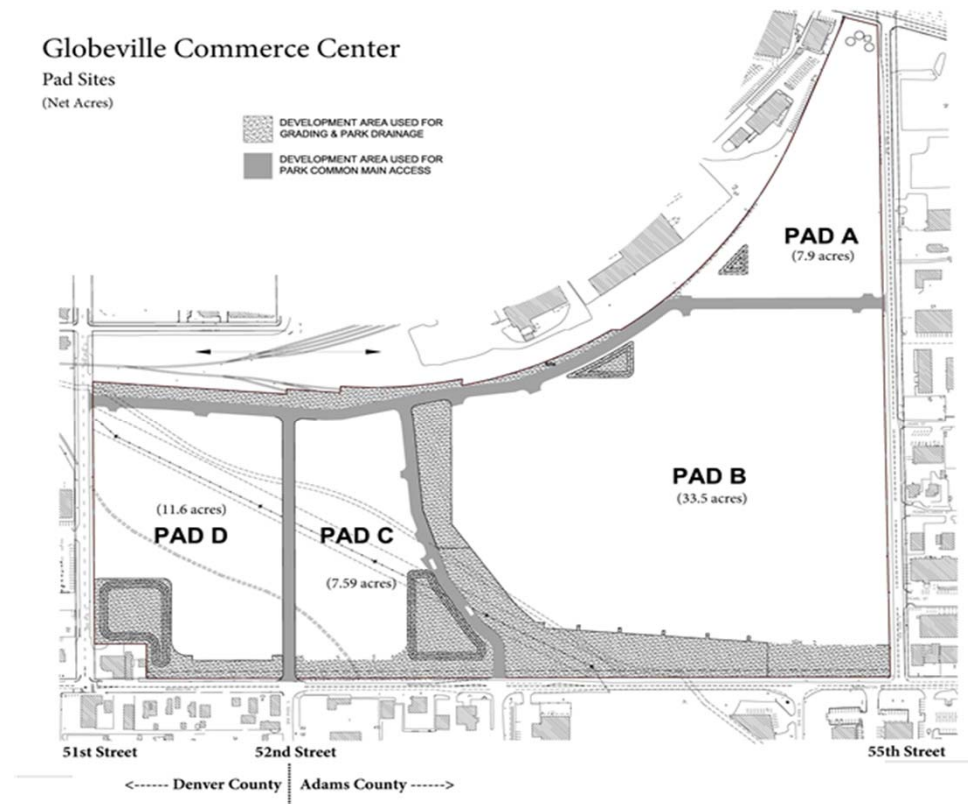 Globeville Commerce Center
Pad Sites
(Net Acres)
DEVELOPMENT AREA USED FOR
GRADING & PARK DRAINAGE
DEVELOPMENT AREA USED FOR
PARK COMMON MAIN ACCESS
PAD A
(7.9 acres)
PAD B
(33.5 acres)
(11.6 acres)
PAD D
PAD C
(7.59 acres)
51st Street
52nd Street
55th Street
<------ Denver County
Adams County ------>